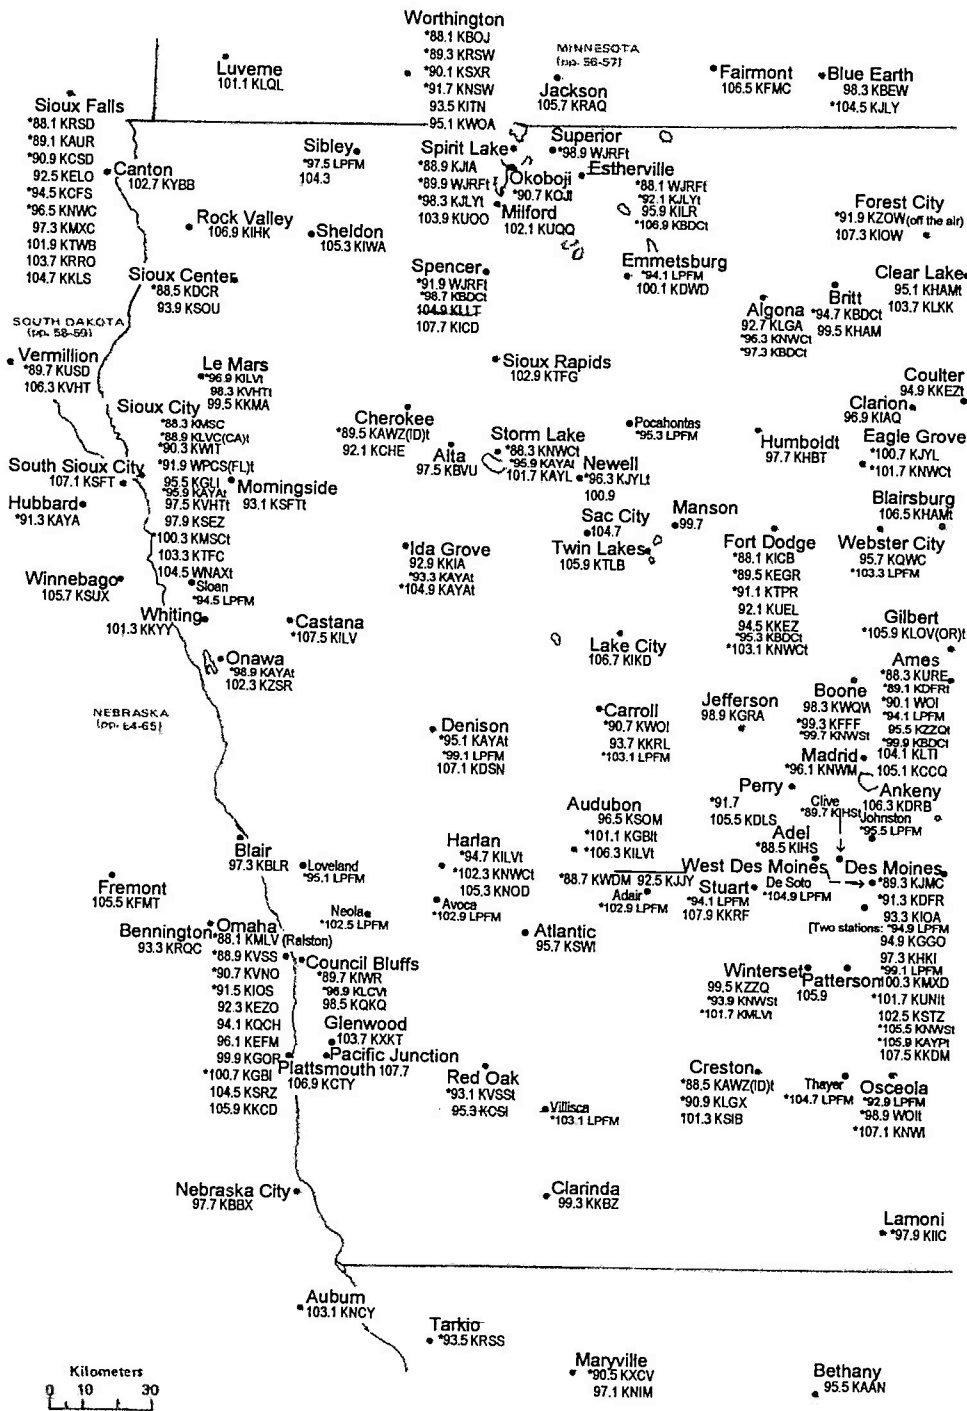 Worthington
*88.1 KBOJ
*89.3 KRSW
*90.1 KSXR
*91.7 KNSW
93.5 KITN
95.1 KWOA
MINNESOTA
(pp. 56-57)
Luverne
101.1 KLQL
Jackson
105.7 KRAQ
Fairmont
106.5 KFMC
Blue Earth
98.3 KBEW
*104.5 KJLY
Sioux Falls
*88.1 KRSD
*89.1 KAUR
*90.9 KCSD
92.5 KELO
*94.5 KCFS
*96.5 KNWC
97.3 KMXC
101.9 KTWB
103.7 KRRO
104.7 KKLS
Canton
102.7 KYBB
Sibley
*97.5 LPFM
104.3
Spirit Lake
*88.9 KJIA
*89.9 WJRFt
*98.3 KJLYt
103.9 KUOO
Superior
*98.9 WJRFt
Okoboji
*90.7 KOJI
Milford
102.1 KUQQ
Estherville
*88.1 WJRFt
*92.1 KJLYt
95.9 KILR
*106.9 KBDCt
Forest City
*91.9 KZOW (off the air)
107.3 KIOW
Rock Valley
106.9 KIHK
Sheldon
105.3 KIWA
Sioux Center
*88.5 KDCR
93.9 KSOU
Spencer
*91.9 WJRFt
*98.7 KBDCt
104.9 KLLT
107.7 KICD
Emmetsburg
*94.1 LPFM
100.1 KDWD
Clear Lake
95.1 KHAMt
103.7 KLKK
Britt
*94.7 KBDCt
99.5 KHAM
Algona
92.7 KLGA
*96.3 KNWCt
*97.3 KBDCt
SOUTH DAKOTA
(pp. 58-59)
Vermillion
*89.7 KUSD
106.3 KVHT
Le Mars
*96.9 KILVt
98.3 KVHTt
99.5 KKMA
Sioux Rapids
102.9 KTFG
Coulter
94.9 KKEZt
Clarion
96.9 KIAQ
Sioux City
*88.3 KMSC
*88.9 KLVC(CA)t
*90.3 KWIT
*91.9 WPCS(FL)t
95.5 KGLI
*95.9 KAYAt
97.5 KVHTt
97.9 KSEZ
*100.3 KMSCt
103.3 KTFC
104.5 WNAXt
Cherokee
*89.5 KAWZ(ID)t
92.1 KCHE
Alta
97.5 KBVU
Storm Lake
*88.3 KNWCt
*95.9 KAYAt
101.7 KAYL
Pocahontas
*95.3 LPFM
Humboldt
97.7 KHBT
Eagle Grove
*100.7 KJYL
*101.7 KNWCt
South Sioux City
107.1 KSFT
Morningside
93.1 KSFTt
Newell
*96.3 KJYLt
100.9
Hubbard
*91.3 KAYA
Blairsburg
106.5 KHAMt
Sac City
104.7
Manson
99.7
Twin Lakes
105.9 KTLB
Fort Dodge
*88.1 KICB
*89.5 KEGR
*91.1 KTPR
92.1 KUEL
94.5 KKEZ
*95.3 KBDCt
*103.1 KNWCt
Webster City
95.7 KQWC
*103.3 LPFM
Ida Grove
92.9 KKIA
*93.3 KAYAt
*104.9 KAYAt
Winnebago
105.7 KSUX
Sloan
*94.5 LPFM
Whiting
101.3 KKYY
Castana
*107.5 KILV
Gilbert
*105.9 KLOV(OR)t
Lake City
106.7 KIKD
Onawa
*98.9 KAYAt
102.3 KZSR
Ames
*88.3 KURE
*89.1 KDFRt
*90.1 WOI
*94.1 LPFM
95.5 KZZQt
*99.9 KBDCt
104.1 KLTI
105.1 KCCQ
Boone
98.3 KWQW
*99.3 KFFF
*99.7 KNWSt
NEBRASKA
(pp. 64-65)
Denison
*95.1 KAYAt
*99.1 LPFM
107.1 KDSN
Carroll
*90.7 KWOI
93.7 KKRL
*103.1 LPFM
Jefferson
98.9 KGRA
Madrid
*96.1 KNWM
Ankeny
106.3 KDRB
Perry
*91.7
105.5 KDLS
Clive
*89.7 KIHSt
Johnston
*95.5 LPFM
Audubon
96.5 KSOM
*101.1 KGBIt
*106.3 KILVt
Adel
*88.5 KIHS
Blair
97.3 KBLR
Loveland
*95.1 LPFM
Harlan
*94.7 KILVt
*102.3 KNWCt
105.3 KNOD
West Des Moines
*88.7 KWDM 92.5 KJJY
Des Moines
*89.3 KJMC
*91.3 KDFR
93.3 KIOA
[Two stations: *94.9 LPFM
94.9 KGGO
97.3 KHKI
*99.1 LPFM
100.3 KMXD
*101.7 KUNIt
102.5 KSTZ
*105.5 KNWSt
*105.9 KAYPt
107.5 KKDM
Fremont
105.5 KFMT
Avoca
*102.9 LPFM
Adair
*102.9 LPFM
Stuart
*94.1 LPFM
107.9 KKRF
De Soto
*104.9 LPFM
Neola
*102.5 LPFM
Bennington
93.3 KRQC
Omaha
*88.1 KMLV (Ralston)
*88.9 KVSS
*90.7 KVNO
*91.5 KIOS
92.3 KEZO
94.1 KQCH
96.1 KEFM
99.9 KGOR
*100.7 KGBI
104.5 KSRZ
105.9 KKCD
Atlantic
95.7 KSWI
Council Bluffs
*89.7 KIWR
*96.9 KLCVt
98.5 KQKQ
Winterset
99.5 KZZQ
*93.9 KNWSt
*101.7 KMLVt
Patterson
105.9
Glenwood
*103.7 KXKT
Pacific Junction
107.7
Plattsmouth
106.9 KCTY
Red Oak
*93.1 KVSSt
95.3 KCSI
Villisca
*103.1 LPFM
Creston
*88.5 KAWZ(ID)t
*90.9 KLGX
101.3 KSIB
Thayer
*104.7 LPFM
Osceola
*92.9 LPFM
*98.9 WOIt
*107.1 KNWI
Nebraska City
97.7 KBBX
Clarinda
99.3 KKBZ
Lamoni
*97.9 KIIC
Auburn
103.1 KNCY
Tarkio
*93.5 KRSS
Maryville
*90.5 KXCV
97.1 KNIM
Bethany
95.5 KAAN
Kilometers
0 10 30